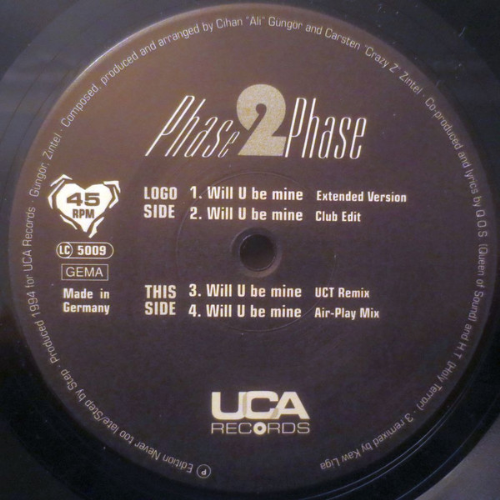 Produced 1994 for UCA Records · Güngör, Zintel · Composed, produced and arranged by Cihan "Ali" Güngör and Carsten "Crazy Z" Zintel · Co-produced and lyrics by Q.O.S. (Queen of Sound) and H.T. (Holy Terror) · 3 remixed by Kaw Liga
Phase 2 Phase
45
RPM
LOGO SIDE
1. Will U be mine Extended Version
2. Will U be mine Club Edit
LC 5009
GEMA
Made in
Germany
THIS SIDE
3. Will U be mine UCT Remix
4. Will U be mine Air-Play Mix
UCA
RECORDS
Ⓟ Edition Never too late/Step by Step ·